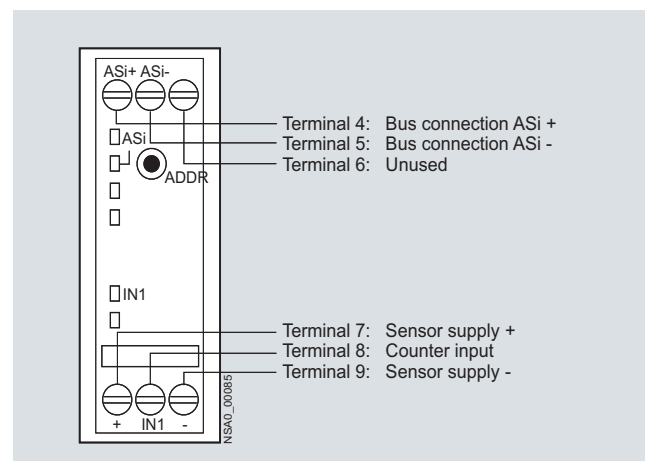 ASi+ ASi-
Terminal 4: Bus connection ASi +
Terminal 5: Bus connection ASi -
Terminal 6: Unused
ASi
ADDR
IN1
Terminal 7: Sensor supply +
Terminal 8: Counter input
Terminal 9: Sensor supply -
+ IN1 -
NSA0_00085